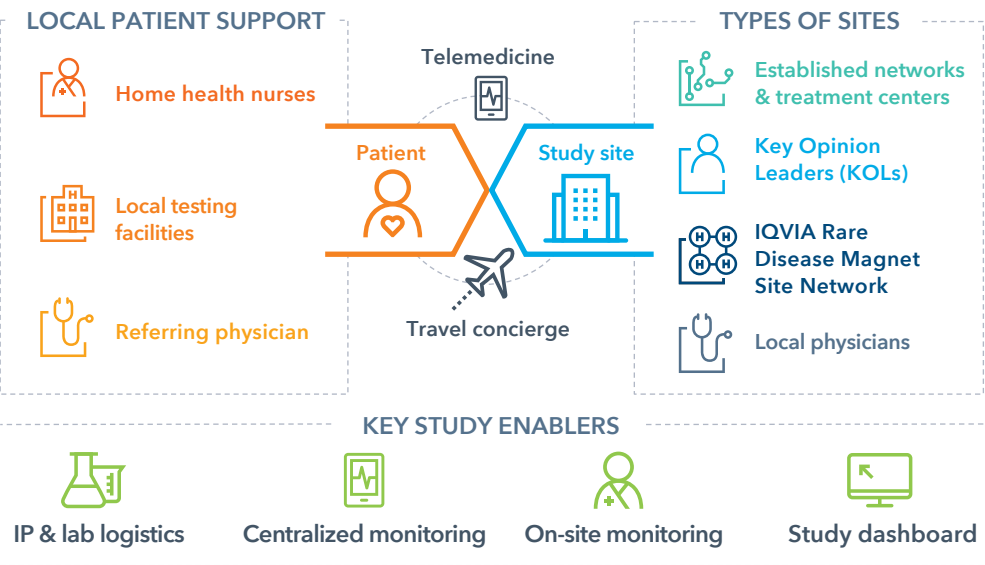 LOCAL PATIENT SUPPORT
Home health nurses
Local testing
facilities
Referring physician
Telemedicine
Patient
Study site
Travel concierge
TYPES OF SITES
Established networks
& treatment centers
Key Opinion
Leaders (KOLs)
IQVIA Rare
Disease Magnet
Site Network
Local physicians
H
H
H
H
H
KEY STUDY ENABLERS
IP & lab logistics
Centralized monitoring
On-site monitoring
Study dashboard